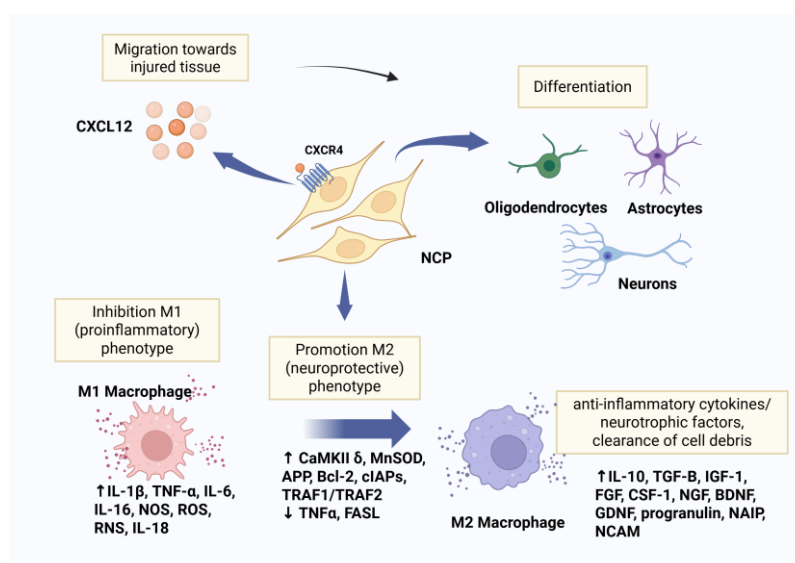 Migration towards
injured tissue
CXCL12
CXCR4
NCP
Differentiation
Oligodendrocytes
Astrocytes
Neurons
Inhibition M1
(proinflammatory)
phenotype
M1 Macrophage
↑IL-1β, TNF-α, IL-6,
IL-16, NOS, ROS,
RNS, IL-18
Promotion M2
(neuroprotective)
phenotype
↑ CaMKII δ, MnSOD,
APP, Bcl-2, cIAPs,
TRAF1/TRAF2
↓ TNFα, FASL
M2 Macrophage
anti-inflammatory cytokines/
neurotrophic factors,
clearance of cell debris
↑IL-10, TGF-B, IGF-1,
FGF, CSF-1, NGF, BDNF,
GDNF, progranulin, NAIP,
NCAM